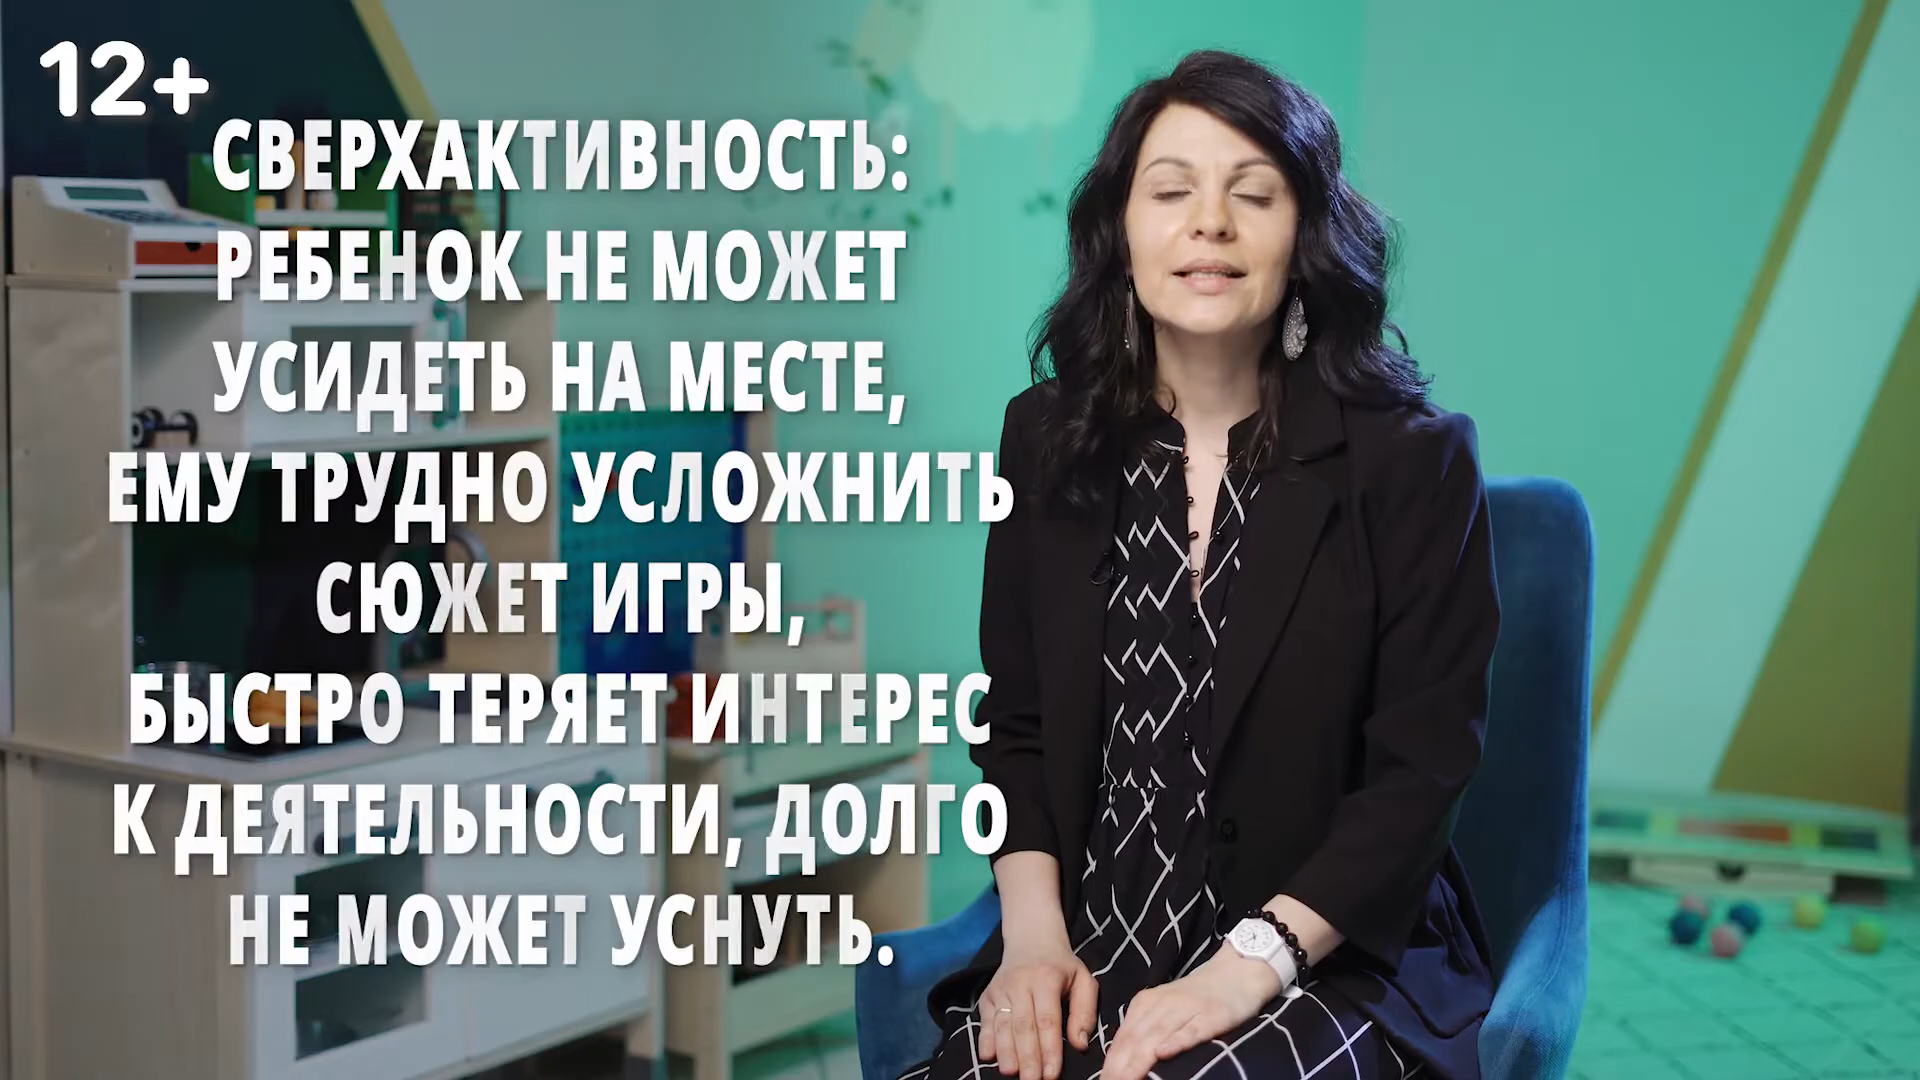 12+
СВЕРХАКТИВНОСТЬ:
РЕБЕНОК НЕ МОЖЕТ
УСИДЕТЬ НА МЕСТЕ,
ЕМУ ТРУДНО УСЛОЖНИТЬ
СЮЖЕТ ИГРЫ,
БЫСТРО ТЕРЯЕТ ИНТЕРЕС
К ДЕЯТЕЛЬНОСТИ, ДОЛГО
НЕ МОЖЕТ УСНУТЬ.